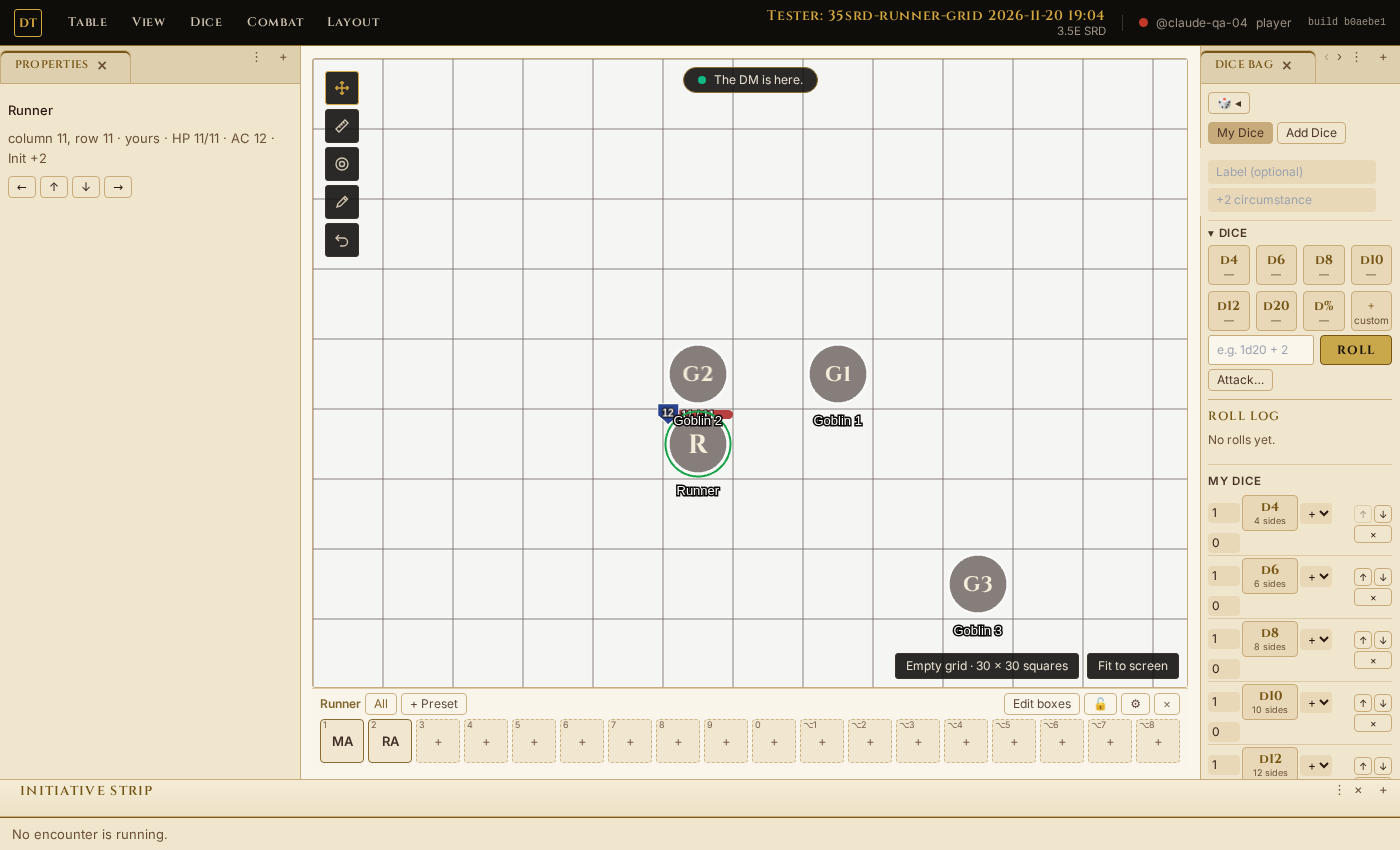 DT TABLE VIEW DICE COMBAT LAYOUT
TESTER: 35SRD-RUNNER-GRID 2026-11-20 19:04
3.5E SRD
@claude-qa-04 player build b0aebe1
PROPERTIES × ⋮ +
Runner
column 11, row 11 · yours · HP 11/11 · AC 12 ·
Init +2
← ↑ ↓ →
The DM is here.
G2 G1
12
Goblin 2 Goblin 1
R
Runner
G3
Goblin 3
Empty grid · 30 × 30 squares Fit to screen
Runner All + Preset Edit boxes ×
1 2 3 4 5 6 7 8 9 0 ⌥1 ⌥2 ⌥3 ⌥4 ⌥5 ⌥6 ⌥7 ⌥8
MA RA + + + + + + + + + + + + + + + +
DICE BAG × ‹ › ⋮ +
My Dice Add Dice
Label (optional)
+2 circumstance
▾ DICE
D4 D6 D8 D10
— — — —
D12 D20 D% +
— — — custom
e.g. 1d20 + 2 ROLL
Attack...
ROLL LOG
No rolls yet.
MY DICE
1 D4 + ↑ ↓
4 sides ×
0
1 D6 + ↑ ↓
6 sides ×
0
1 D8 + ↑ ↓
8 sides ×
0
1 D10 + ↑ ↓
10 sides ×
0
1 D12 + ↑ ↓
12 sides
INITIATIVE STRIP ⋮ × +
No encounter is running.